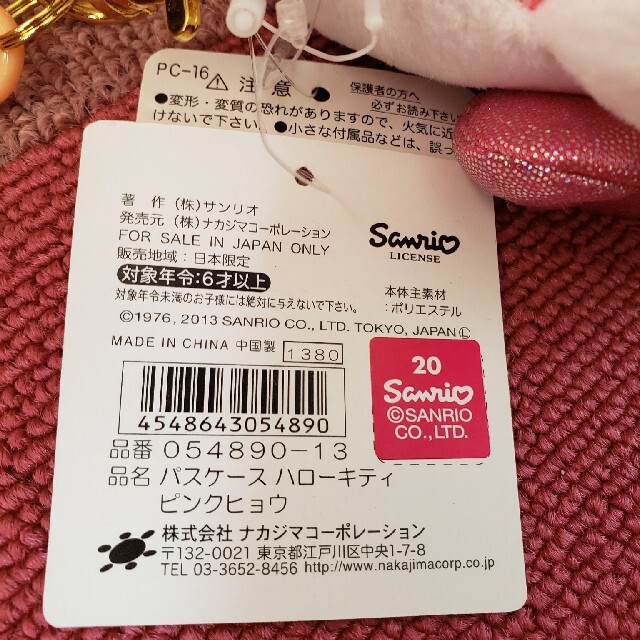 PC-16 ⚠ 注意
保護者の方へ
必ずお読み下さい
●変形・変質の恐れがありますので、火気に近
けないで下さい ●小さな付属品などは、誤っ
著 作 (株)サンリオ
発売元 (株)ナカジマコーポレーション
FOR SALE IN JAPAN ONLY
販売地域:日本限定
対象年令:6才以上
対象年令未満のお子様には絶対に与えないで下さい。
Sanrio
LICENSE
本体主素材
:ポリエステル
©1976, 2013 SANRIO CO., LTD. TOKYO, JAPAN Ⓛ
MADE IN CHINA 中国製 1380
4548643054890
20
Sanrio
©SANRIO
CO.,LTD.
品番 054890-13
品名 パスケース ハローキティ
ピンクヒョウ
株式会社 ナカジマコーポレーション
〒132-0021 東京都江戸川区中央1-7-8
TEL 03-3652-8456 http://www.nakajimacorp.co.jp